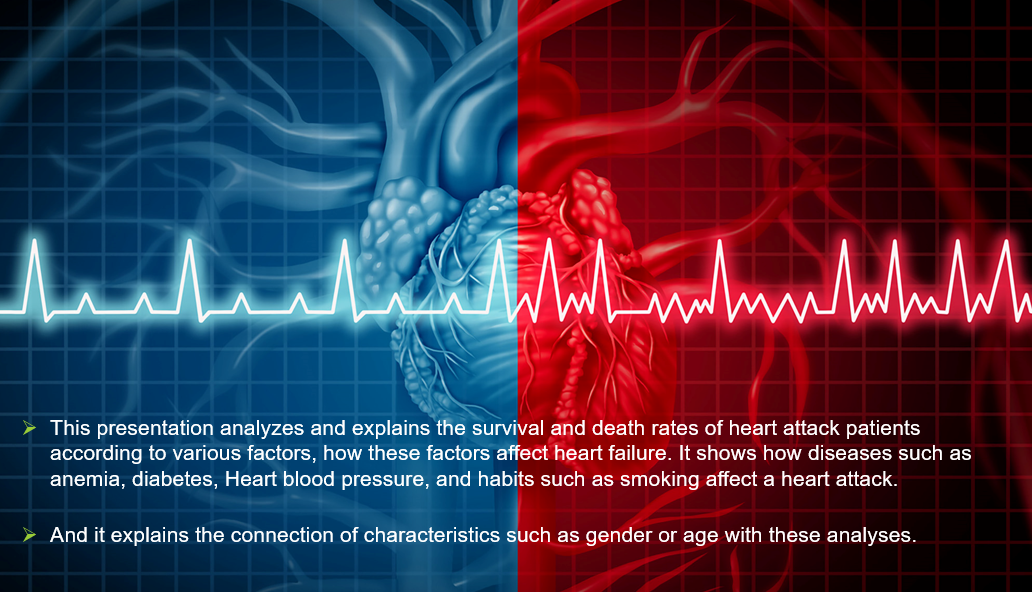 This presentation analyzes and explains the survival and death rates of heart attack patients
according to various factors, how these factors affect heart failure. It shows how diseases such as
anemia, diabetes, Heart blood pressure, and habits such as smoking affect a heart attack.
And it explains the connection of characteristics such as gender or age with these analyses.